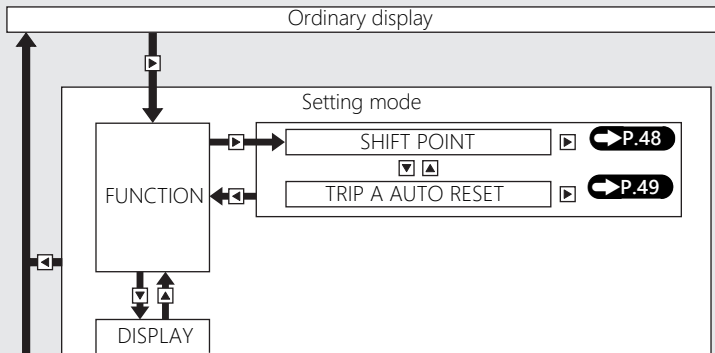 Ordinary display
Setting mode
SHIFT POINT
P.48
FUNCTION
TRIP A AUTO RESET
P.49
DISPLAY